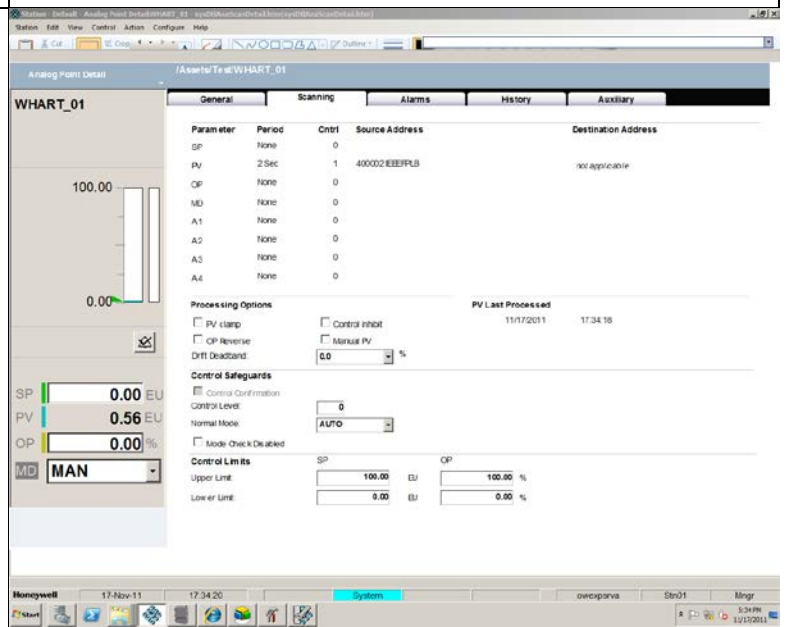 Station - Default - Analog Point Detail
Station Edit View Control Action Configure Help
Cut Crop Outline
Analog Point Detail /Assets/Test/WHART_01
WHART_01
General Scanning Alarms History Auxiliary
Parameter Period Cntrl Source Address Destination Address
SP None 0
PV 2 Sec 1 400002 IEEEFPLB not applicable
OP None 0
MD None 0
A1 None 0
A2 None 0
A3 None 0
A4 None 0
100.00
0.00
Processing Options PV Last Processed
PV clamp Control inhibit 11/17/2011 17:34:18
OP Reverse Manual PV
Drift Deadband: 0.0 %
Control Safeguards
Control Confirmation
Control Level: 0
Normal Mode: AUTO
Mode Check Disabled
Control Limits SP OP
Upper Limit: 100.00 EU 100.00 %
Lower Limit: 0.00 EU 0.00 %
SP 0.00 EU
PV 0.56 EU
OP 0.00 %
MD MAN
Honeywell 17-Nov-11 17:34:20 System owexparva Stn01 Mngr
Start 5:34 PM
11/17/2011